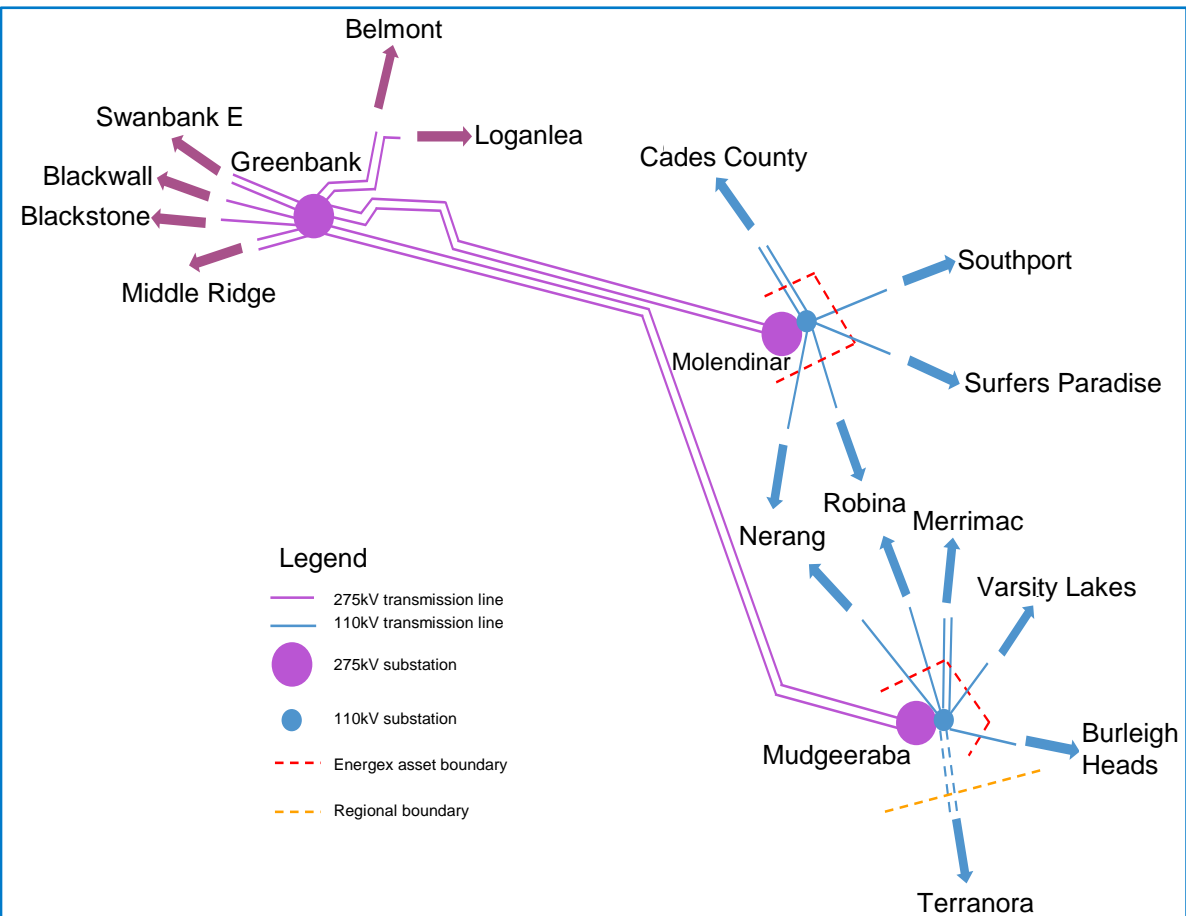 Belmont
Swanbank E
Loganlea
Greenbank
Cades County
Blackwall
Blackstone
Southport
Middle Ridge
Molendinar
Surfers Paradise
Robina
Merrimac
Nerang
Legend
Varsity Lakes
275kV transmission line
110kV transmission line
275kV substation
110kV substation
Mudgeeraba
Burleigh
Heads
Energex asset boundary
Regional boundary
Terranora